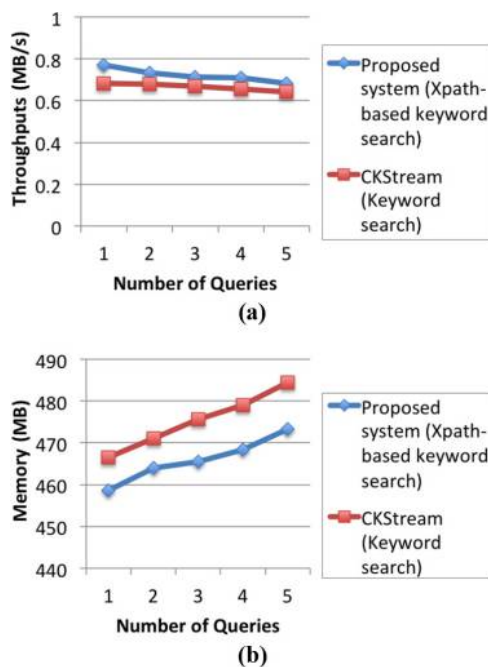 Throughputs (MB/s)
1
0.8
0.6
0.4
0.2
0
1 2 3 4 5
Number of Queries
Proposed
system (Xpath-
based keyword
search)
CKStream
(Keyword
search)
(a)
Memory (MB)
490
480
470
460
450
440
1 2 3 4 5
Number of Queries
Proposed
system (Xpath-
based keyword
search)
CKStream
(Keyword
search)
(b)